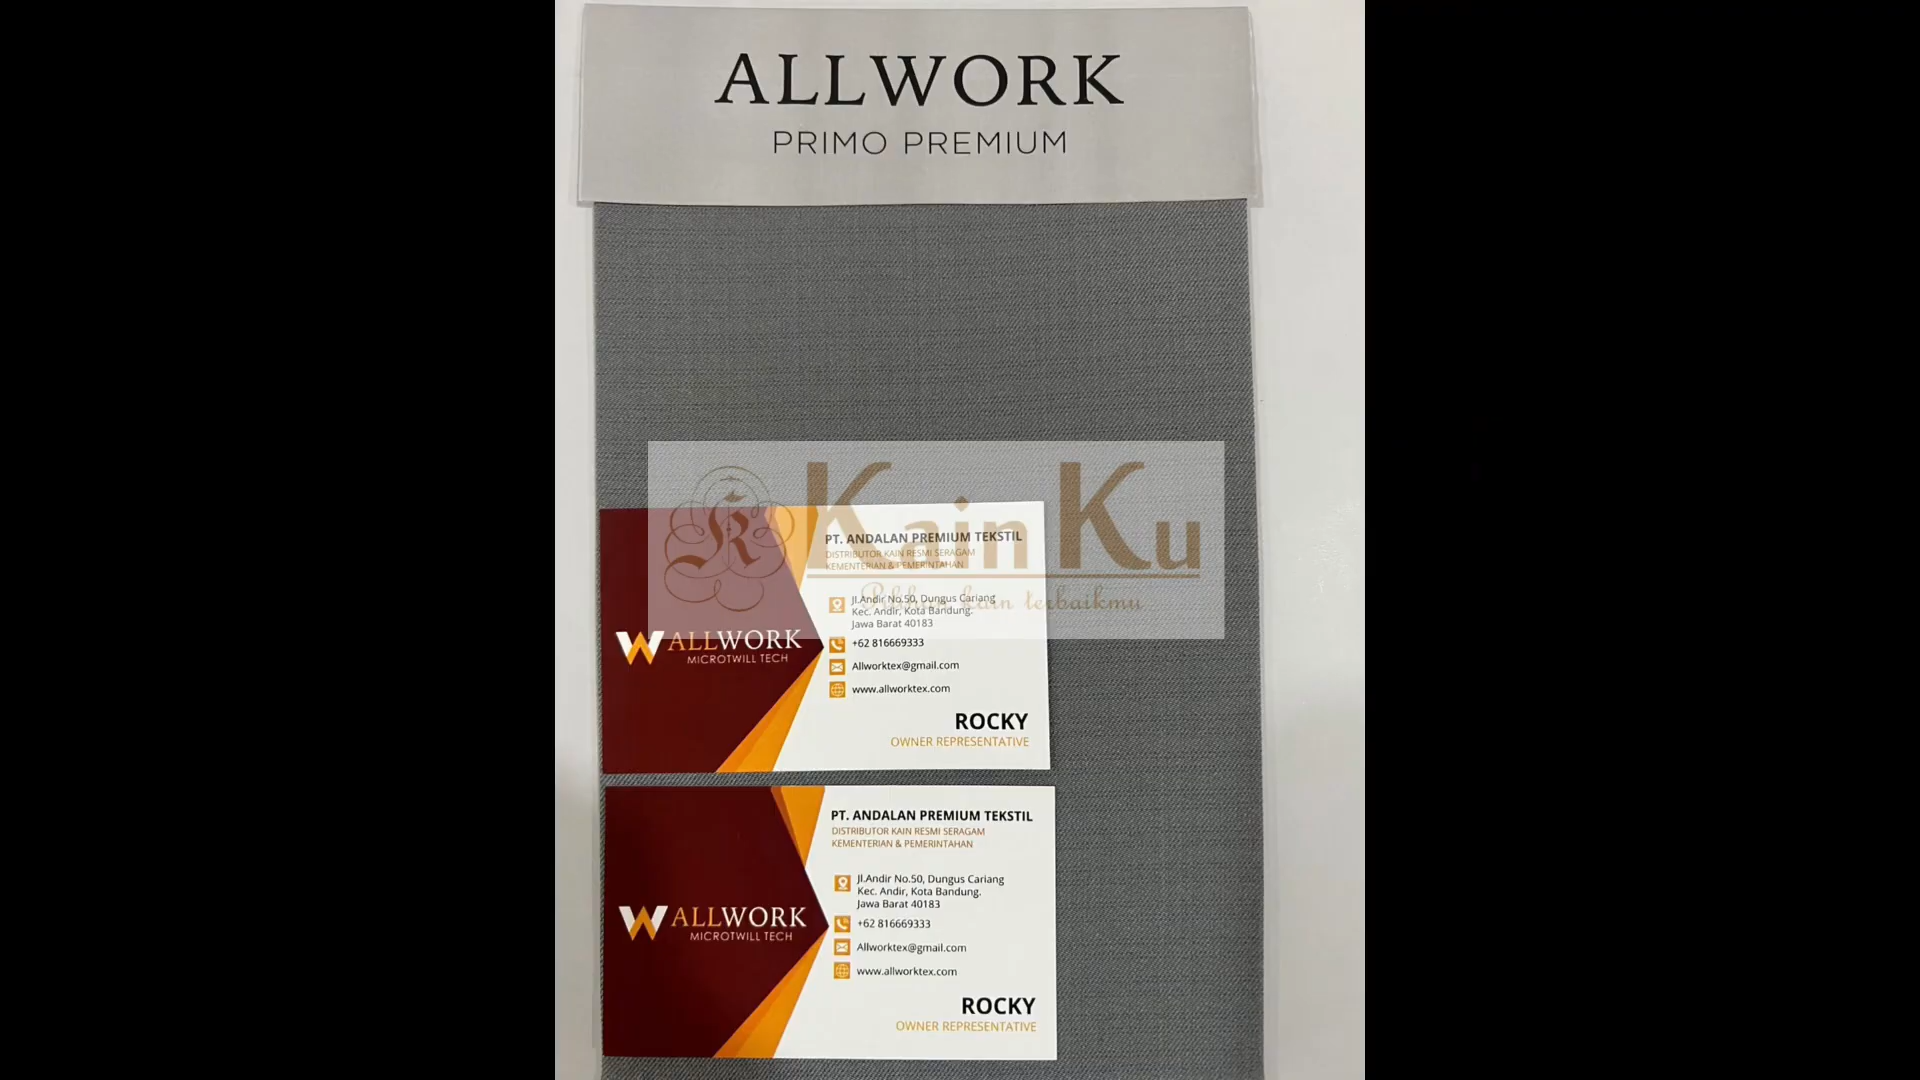 ALLWORK
PRIMO PREMIUM
KainKu
Pilihan kain terbaikmu
PT. ANDALAN PREMIUM TEKSTIL
DISTRIBUTOR KAIN RESMI SERAGAM
KEMENTERIAN & PEMERINTAHAN
Jl.Andir No.50, Dungus Cariang
Kec. Andir, Kota Bandung.
Jawa Barat 40183
+62 816669333
Allworktex@gmail.com
www.allworktex.com
ALLWORK
MICROTWILL TECH
ROCKY
OWNER REPRESENTATIVE
PT. ANDALAN PREMIUM TEKSTIL
DISTRIBUTOR KAIN RESMI SERAGAM
KEMENTERIAN & PEMERINTAHAN
Jl.Andir No.50, Dungus Cariang
Kec. Andir, Kota Bandung.
Jawa Barat 40183
+62 816669333
Allworktex@gmail.com
www.allworktex.com
ALLWORK
MICROTWILL TECH
ROCKY
OWNER REPRESENTATIVE